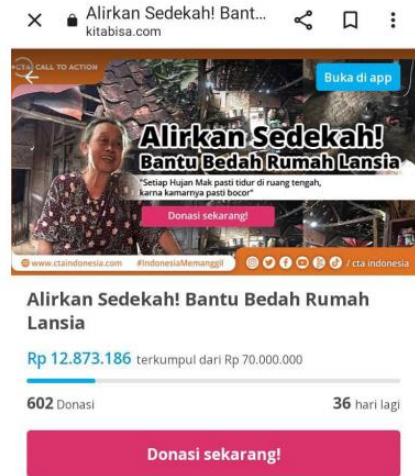 Alirkan Sedekah! Bant...
kitabisa.com
CTA CALL TO ACTION
Buka di app
Alirkan Sedekah!
Bantu Bedah Rumah Lansia
"Setiap Hujan Mak pasti tidur di ruang tengah,
karna kamarnya pasti bocor"
Donasi sekarang!
www.ctaindonesia.com #IndonesiaMemanggil / cta indonesia
Alirkan Sedekah! Bantu Bedah Rumah
Lansia
Rp 12.873.186 terkumpul dari Rp 70.000.000
602 Donasi 36 hari lagi
Donasi sekarang!